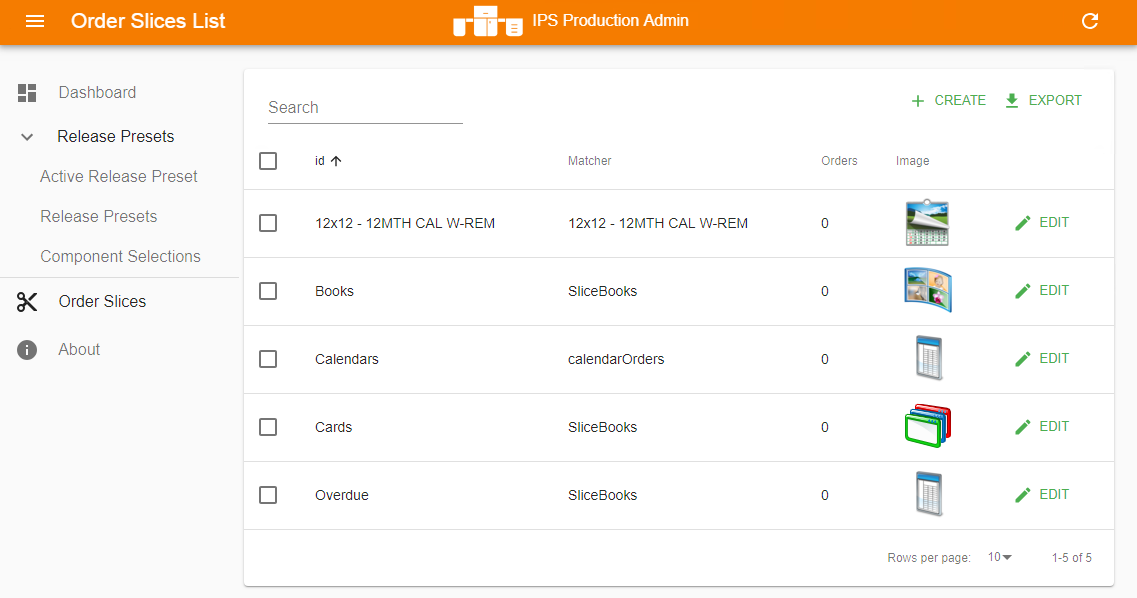 Order Slices List
IPS Production Admin
Dashboard
Release Presets
Active Release Preset
Release Presets
Component Selections
Order Slices
About
Search
CREATE EXPORT
id Matcher Orders Image
12x12 - 12MTH CAL W-REM 12x12 - 12MTH CAL W-REM 0 EDIT
Books SliceBooks 0 EDIT
Calendars calendarOrders 0 EDIT
Cards SliceBooks 0 EDIT
Overdue SliceBooks 0 EDIT
Rows per page: 10 1-5 of 5